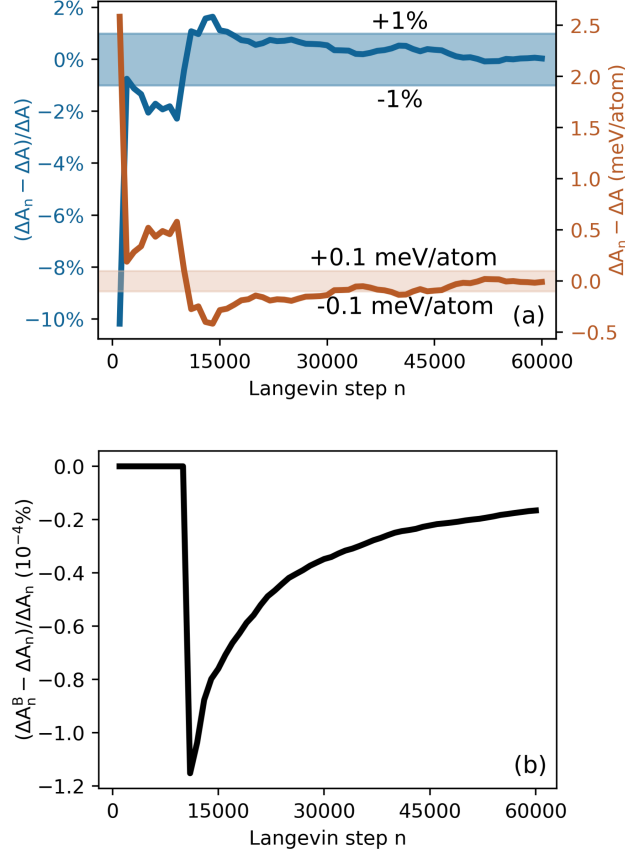 2%
0%
−2%
−4%
−6%
−8%
−10%
(ΔAₙ − ΔA)/ΔA
+1%
-1%
+0.1 meV/atom
-0.1 meV/atom
(a)
2.5
2.0
1.5
1.0
0.5
0.0
−0.5
ΔAₙ − ΔA (meV/atom)
0 15000 30000 45000 60000
Langevin step n
0.0
−0.2
−0.4
−0.6
−0.8
−1.0
−1.2
(ΔAₙᴮ − ΔAₙ)/ΔAₙ (10⁻⁴%)
(b)
0 15000 30000 45000 60000
Langevin step n